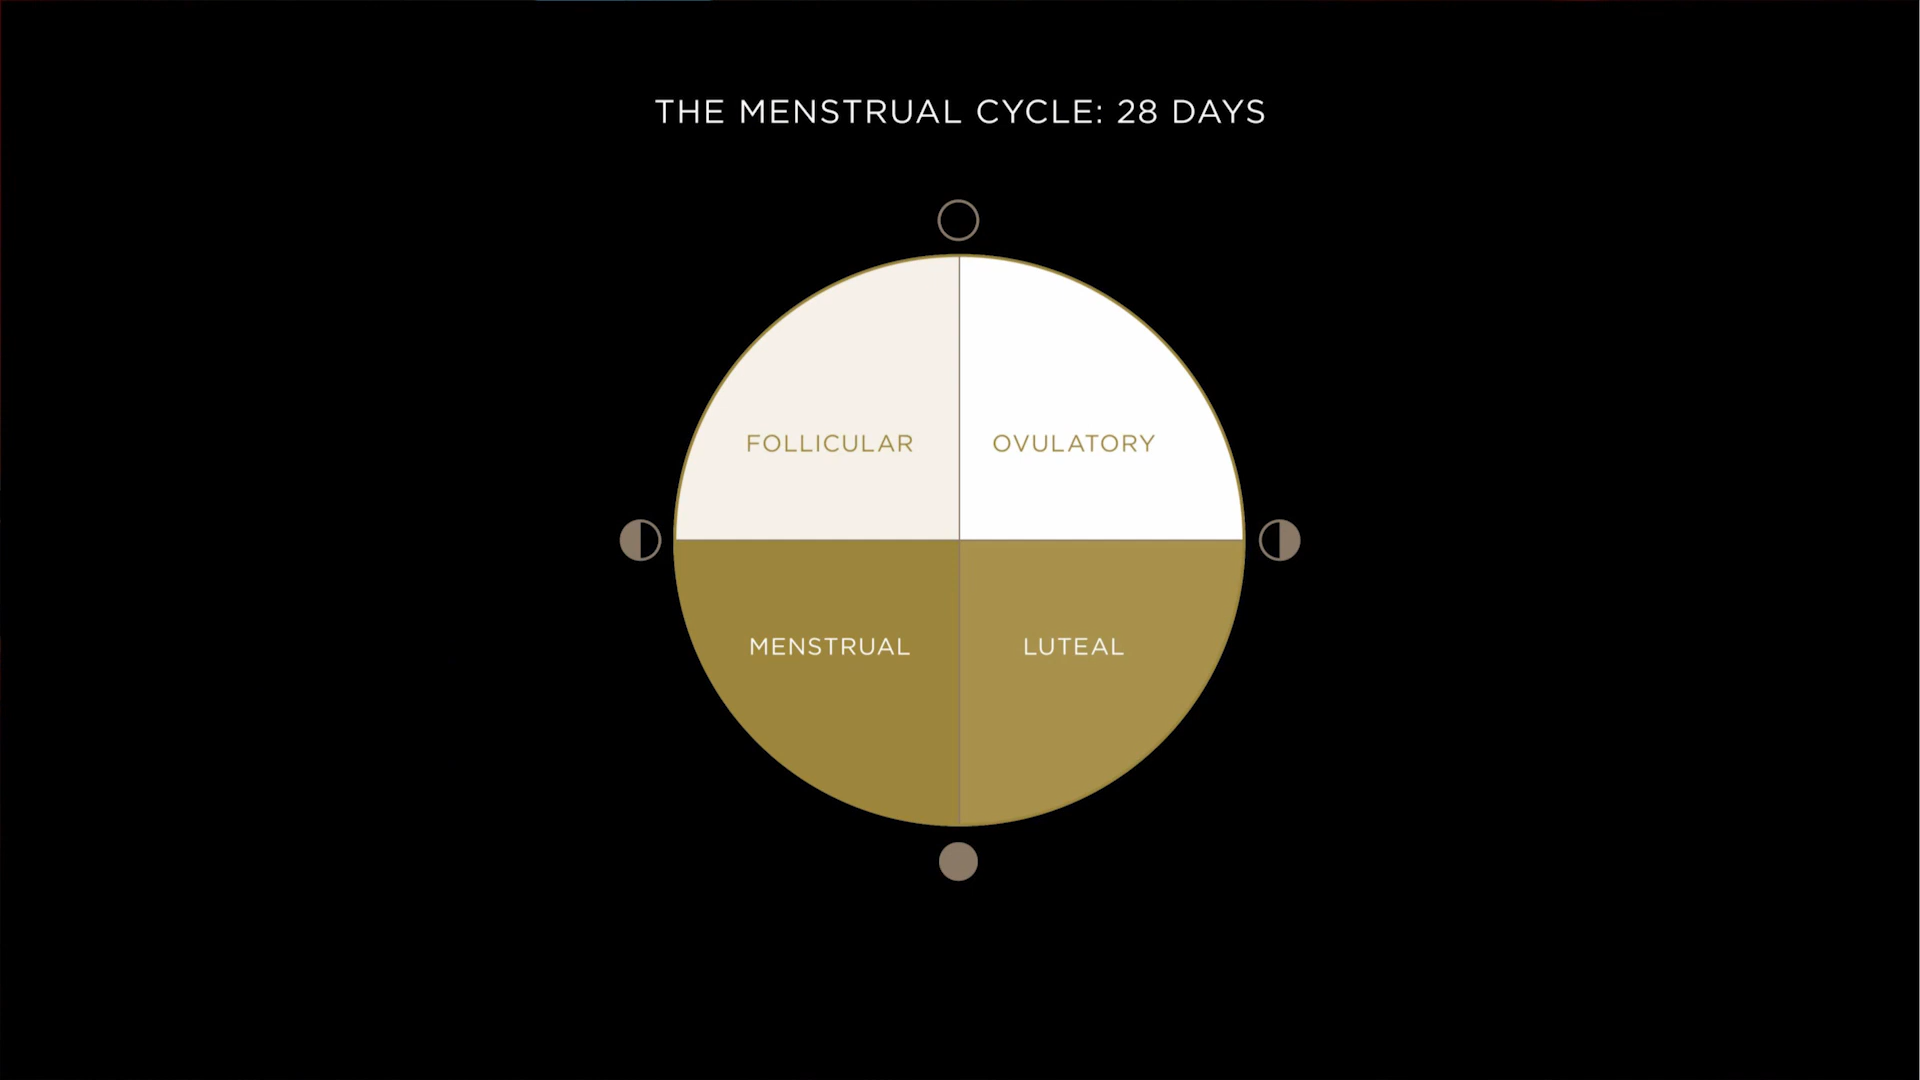 THE MENSTRUAL CYCLE: 28 DAYS
FOLLICULAR
OVULATORY
MENSTRUAL
LUTEAL